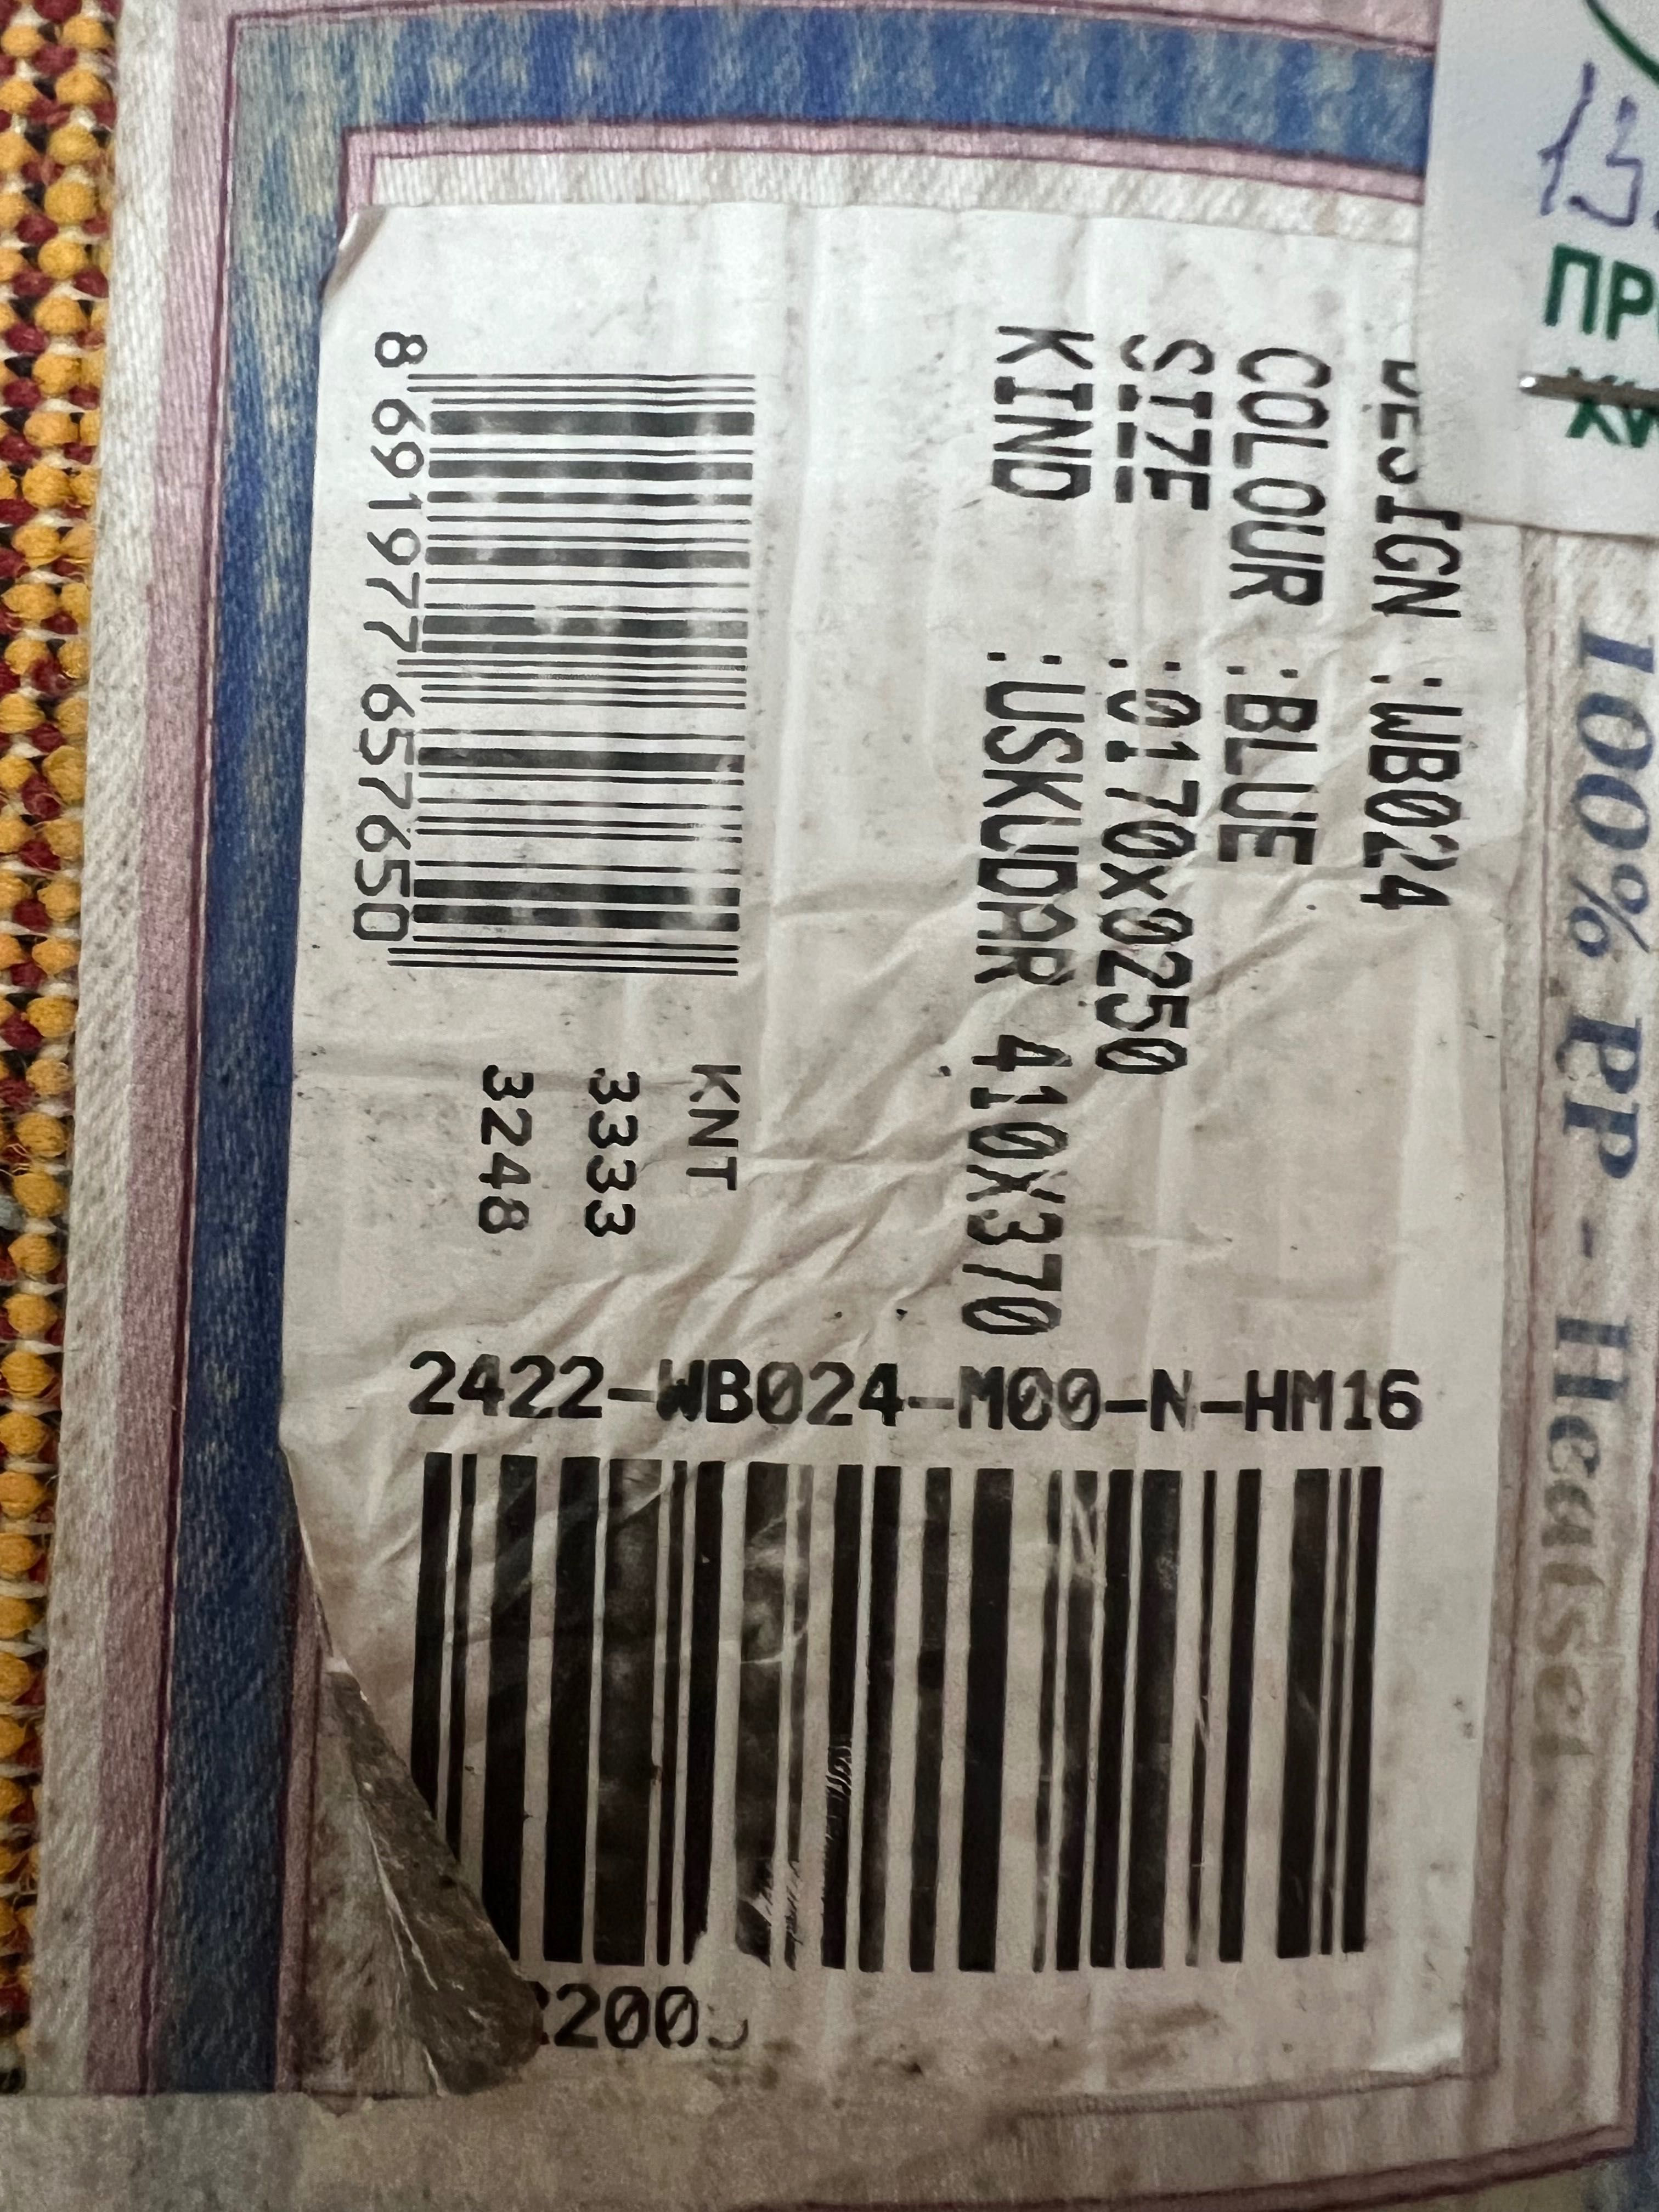 13
ПР
DESIGN :WB024
COLOUR :BLUE
SIZE :0170x0250
KIND :USKUDAR 410X370
KNT
3333
3248
8 691977 657650
2422-WB024-M00-N-HM16
2200
100% PP - Heatset